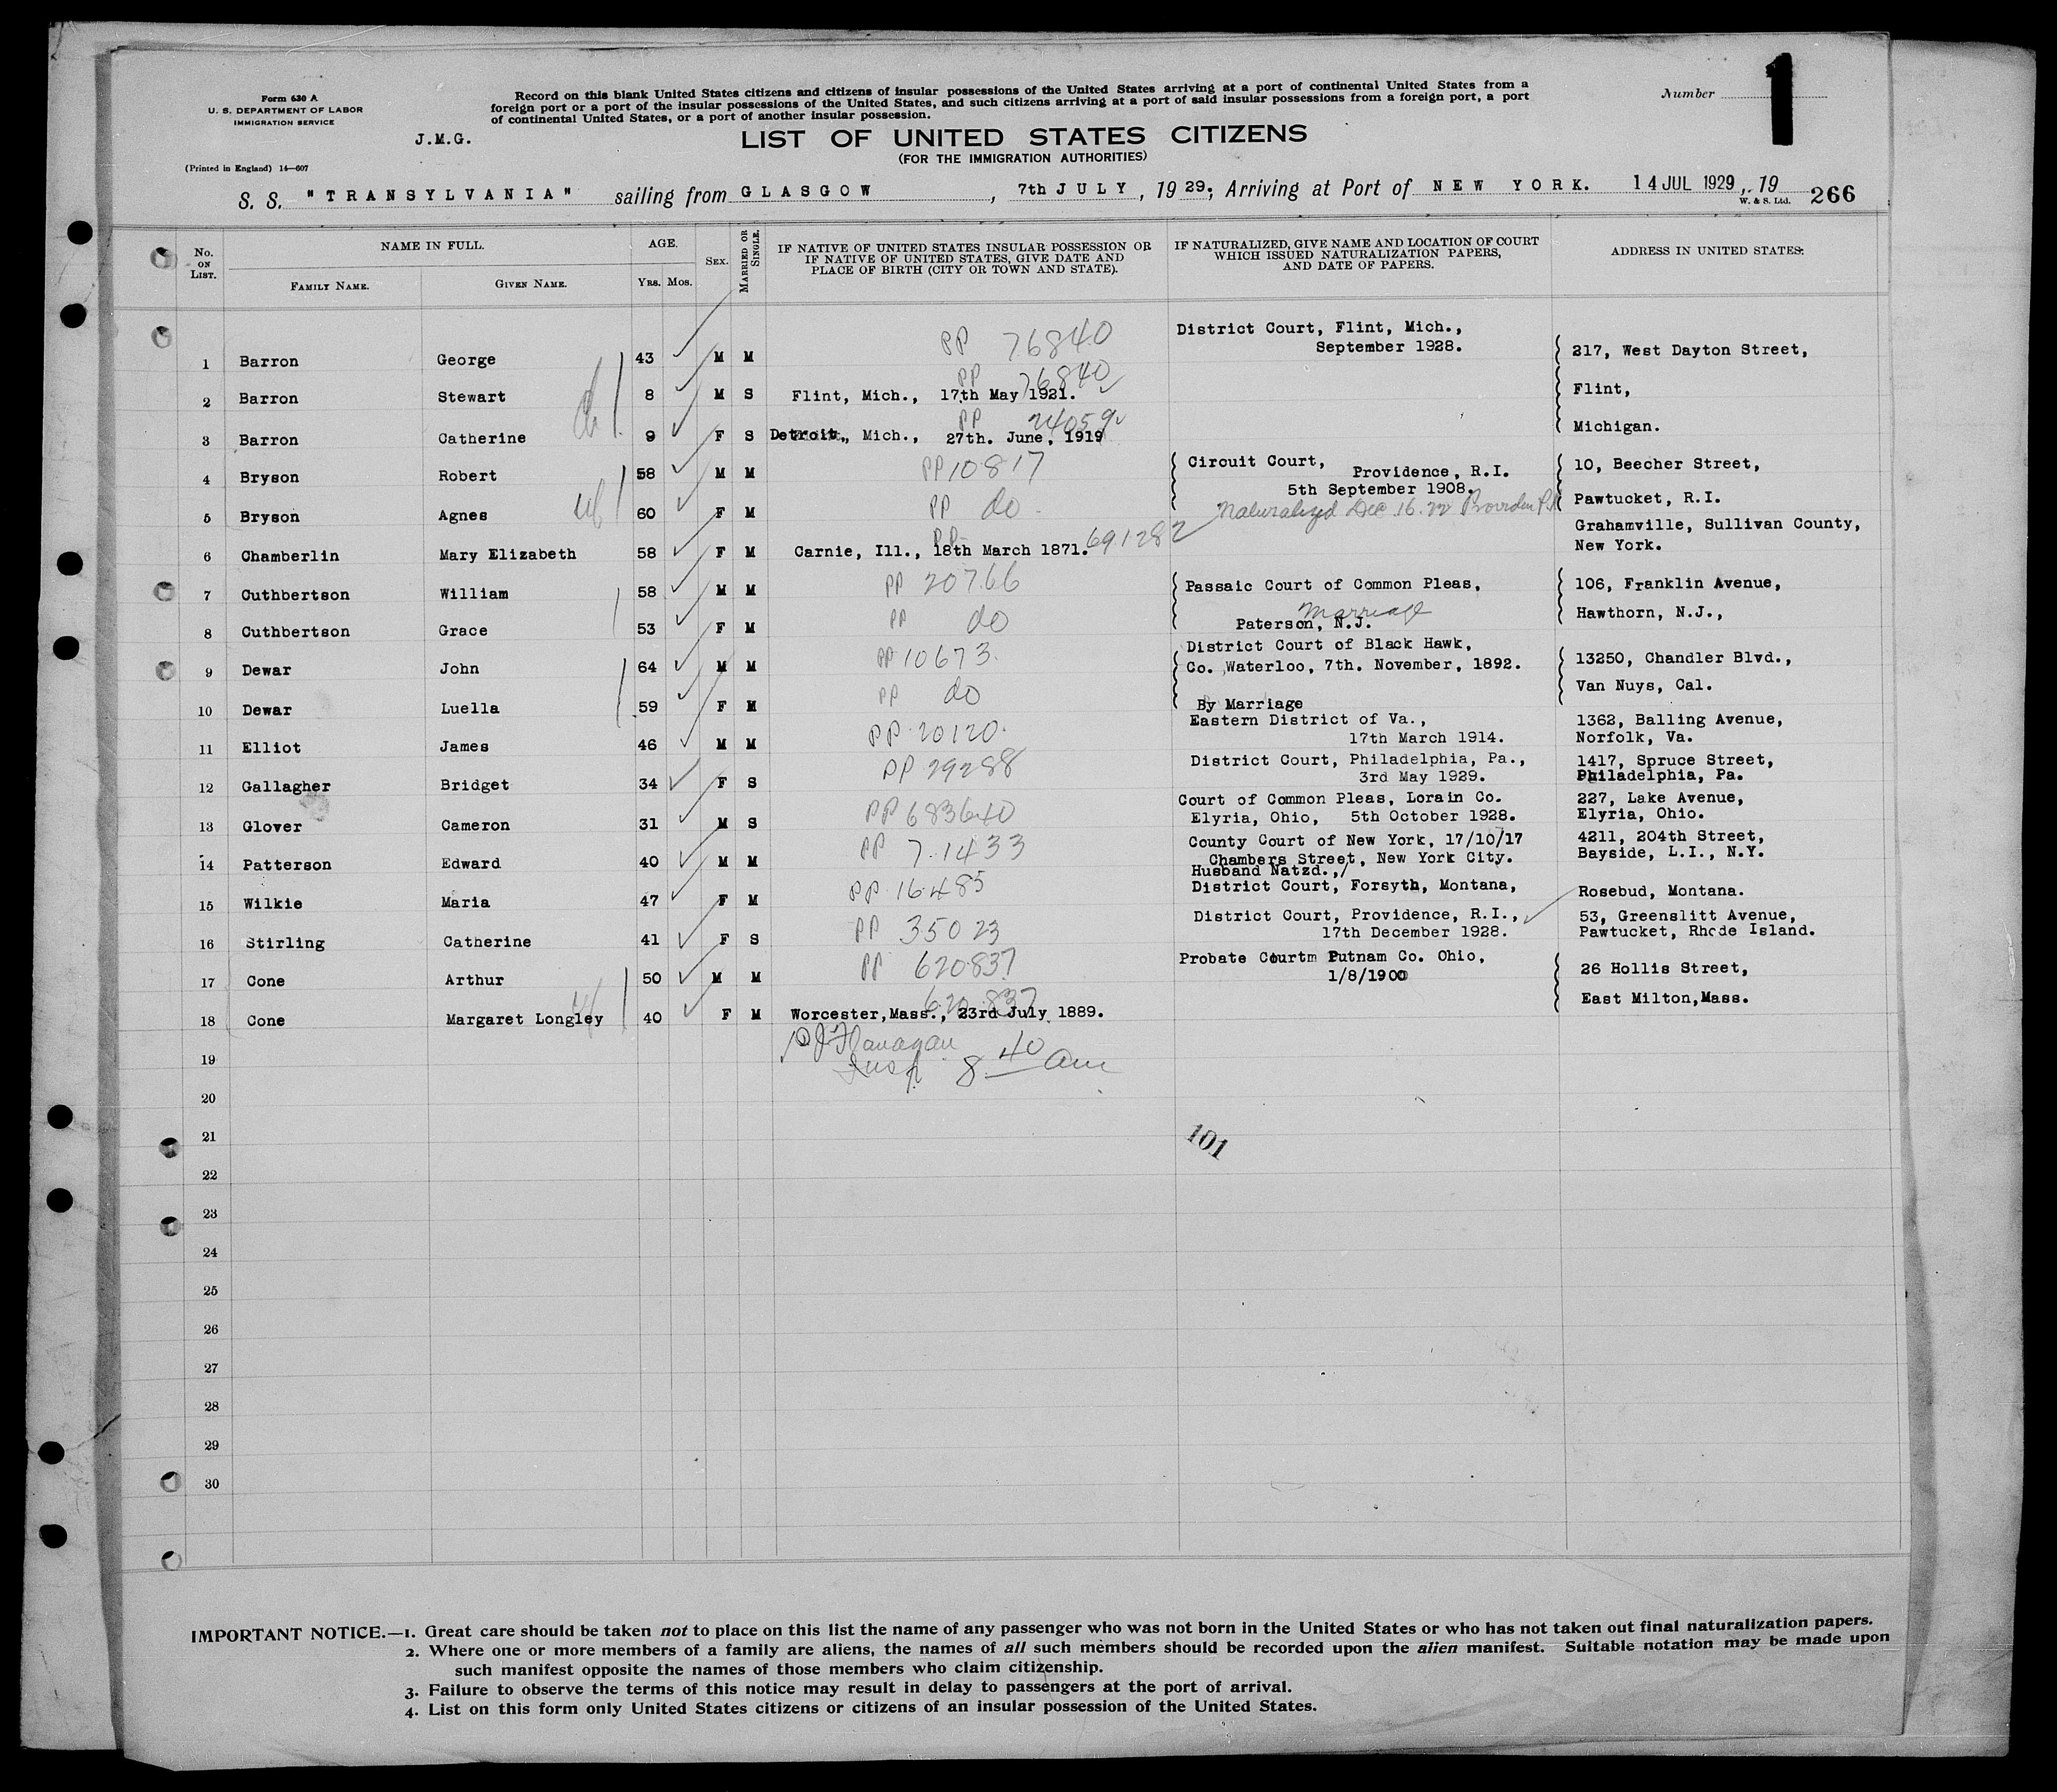 Form 630 A
U. S. DEPARTMENT OF LABOR
IMMIGRATION SERVICE
J.M.G.
(Printed in England) 14—607
Record on this blank United States citizens and citizens of insular possessions of the United States arriving at a port of continental United States from a
foreign port or a port of the insular possessions of the United States, and such citizens arriving at a port of said insular possessions from a foreign port, a port
of continental United States, or a port of another insular possession.
Number 1
LIST OF UNITED STATES CITIZENS
(FOR THE IMMIGRATION AUTHORITIES)
S. S. "TRANSYLVANIA" sailing from GLASGOW, 7th JULY, 19 29; Arriving at Port of NEW YORK. 14 JUL 1929, 19
W. & S. Ltd. 266
No. ON LIST. NAME IN FULL. AGE. SEX. MARRIED OR SINGLE. IF NATIVE OF UNITED STATES INSULAR POSSESSION OR IF NATIVE OF UNITED STATES, GIVE DATE AND PLACE OF BIRTH (CITY OR TOWN AND STATE). IF NATURALIZED, GIVE NAME AND LOCATION OF COURT WHICH ISSUED NATURALIZATION PAPERS, AND DATE OF PAPERS. ADDRESS IN UNITED STATES.
FAMILY NAME. GIVEN NAME. YRS. MOS.
1 Barron George 43 M M PP 76840 District Court, Flint, Mich., September 1928. 217, West Dayton Street,
2 Barron Stewart 8 M S PP 76840 Flint, Mich., 17th May 1921. Flint,
3 Barron Catherine 9 F S PP 24059 Detroit, Mich., 27th. June, 1919 Michigan.
4 Bryson Robert 58 M M PP 10817 Circuit Court, Providence, R.I. 5th September 1908. 10, Beecher Street,
5 Bryson Agnes 60 F M PP do Naturalized Dec 16. 22 Pawtucket, R.I.
6 Chamberlin Mary Elizabeth 58 F M PP Carnie, Ill., 18th March 1871. 691282 Grahamville, Sullivan County, New York.
7 Cuthbertson William 58 M M PP 20766 Passaic Court of Common Pleas, 106, Franklin Avenue,
8 Cuthbertson Grace 53 F M PP do Paterson, N.J. Marriage Hawthorn, N.J.,
9 Dewar John 64 M M PP 10673. District Court of Black Hawk, Co. Waterloo, 7th. November, 1892. 13250, Chandler Blvd.,
10 Dewar Luella 59 F M PP do By Marriage Van Nuys, Cal.
11 Elliot James 46 M M PP 20120. Eastern District of Va., 17th March 1914. 1362, Balling Avenue, Norfolk, Va.
12 Gallagher Bridget 34 F S PP 29288 District Court, Philadelphia, Pa., 3rd May 1929. 1417, Spruce Street, Philadelphia, Pa.
13 Glover Cameron 31 M S PP 683640 Court of Common Pleas, Lorain Co. Elyria, Ohio, 5th October 1928. 227, Lake Avenue, Elyria, Ohio.
14 Patterson Edward 40 M M PP 71433 County Court of New York, 17/10/17 Chambers Street, New York City. 4211, 204th Street, Bayside, L.I., N.Y.
15 Wilkie Maria 47 F M PP 16485 Husband Natzd.,/ District Court, Forsyth, Montana, Rosebud, Montana.
16 Stirling Catherine 41 F S PP 35023 District Court, Providence, R.I., 17th December 1928. 53, Greenslitt Avenue, Pawtucket, Rhode Island.
17 Cone Arthur 50 M M PP 620837 Probate Courtm Putnam Co. Ohio, 1/8/1900 26 Hollis Street,
18 Cone Margaret Longley 40 F M 620.837 Worcester,Mass., 23rd July 1889. East Milton,Mass.
19 Flanagan
Insp 8 40 am
20
21 101
22
23
24
25
26
27
28
29
30
IMPORTANT NOTICE.—1. Great care should be taken not to place on this list the name of any passenger who was not born in the United States or who has not taken out final naturalization papers.
2. Where one or more members of a family are aliens, the names of all such members should be recorded upon the alien manifest. Suitable notation may be made upon
such manifest opposite the names of those members who claim citizenship.
3. Failure to observe the terms of this notice may result in delay to passengers at the port of arrival.
4. List on this form only United States citizens or citizens of an insular possession of the United States.